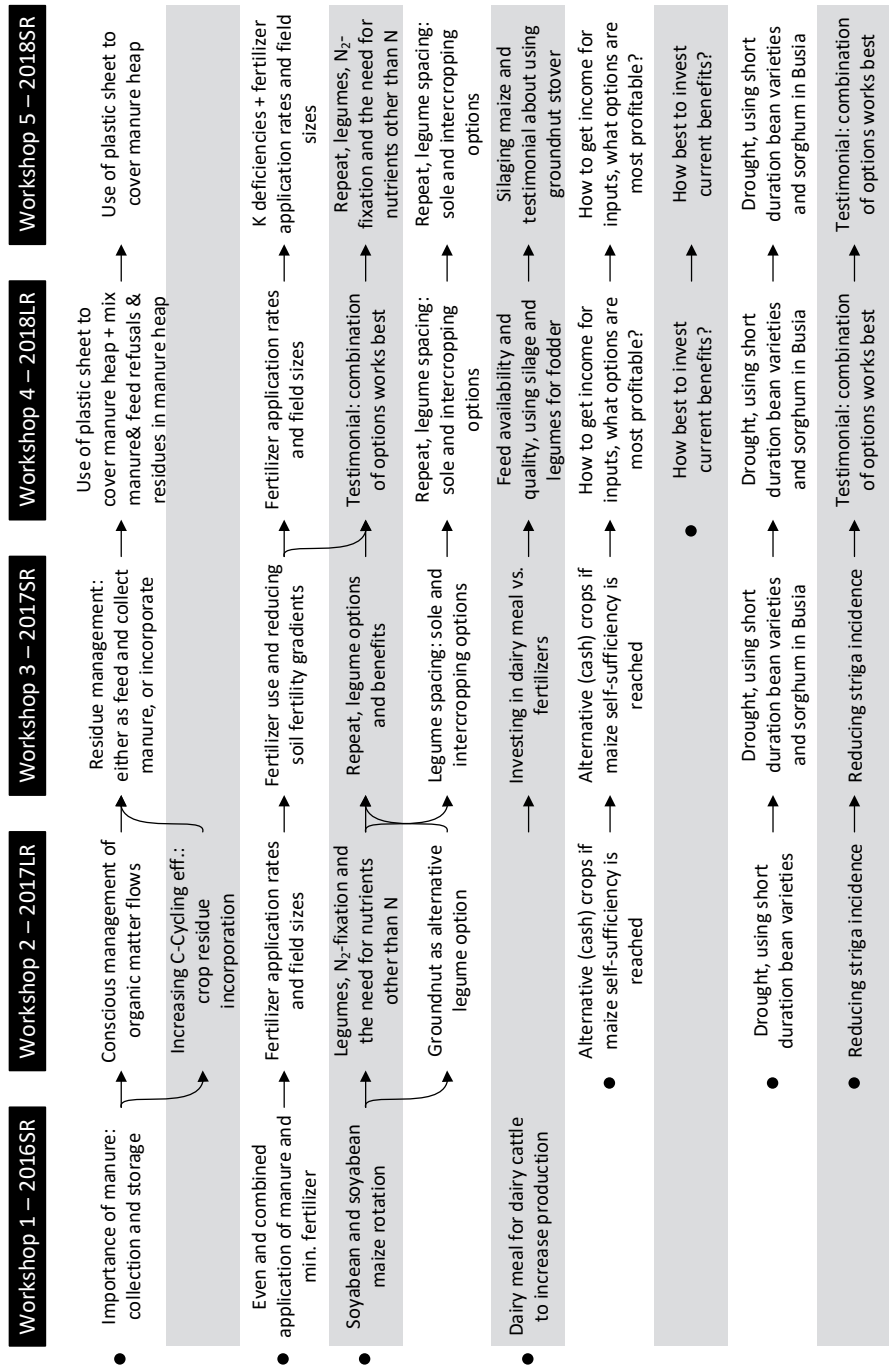 Workshop 1 – 2016SR
Workshop 2 – 2017LR
Workshop 3 – 2017SR
Workshop 4 – 2018LR
Workshop 5 – 2018SR
Importance of manure:
collection and storage
Conscious management of
organic matter flows
Residue management:
either as feed and collect
manure, or incorporate
Use of plastic sheet to
cover manure heap + mix
manure& feed refusals &
residues in manure heap
Use of plastic sheet to
cover manure heap
Increasing C-Cycling eff.:
crop residue
incorporation
Even and combined
application of manure and
min. fertilizer
Fertilizer application rates
and field sizes
Fertilizer use and reducing
soil fertility gradients
Fertilizer application rates
and field sizes
K deficiencies + fertilizer
application rates and field
sizes
Soyabean and soyabean
maize rotation
Legumes, N₂-fixation and
the need for nutrients
other than N
Repeat, legume options
and benefits
Testimonial: combination
of options works best
Repeat, legumes, N₂-
fixation and the need for
nutrients other than N
Groundnut as alternative
legume option
Legume spacing: sole and
intercropping options
Repeat, legume spacing:
sole and intercropping
options
Repeat, legume spacing:
sole and intercropping
options
Dairy meal for dairy cattle
to increase production
Investing in dairy meal vs.
fertilizers
Feed availability and
quality, using silage and
legumes for fodder
Silaging maize and
testimonial about using
groundnut stover
Alternative (cash) crops if
maize self-sufficiency is
reached
Alternative (cash) crops if
maize self-sufficiency is
reached
How to get income for
inputs, what options are
most profitable?
How to get income for
inputs, what options are
most profitable?
How best to invest
current benefits?
How best to invest
current benefits?
Drought, using short
duration bean varieties
Drought, using short
duration bean varieties
and sorghum in Busia
Drought, using short
duration bean varieties
and sorghum in Busia
Drought, using short
duration bean varieties
and sorghum in Busia
Reducing striga incidence
Reducing striga incidence
Testimonial: combination
of options works best
Testimonial: combination
of options works best